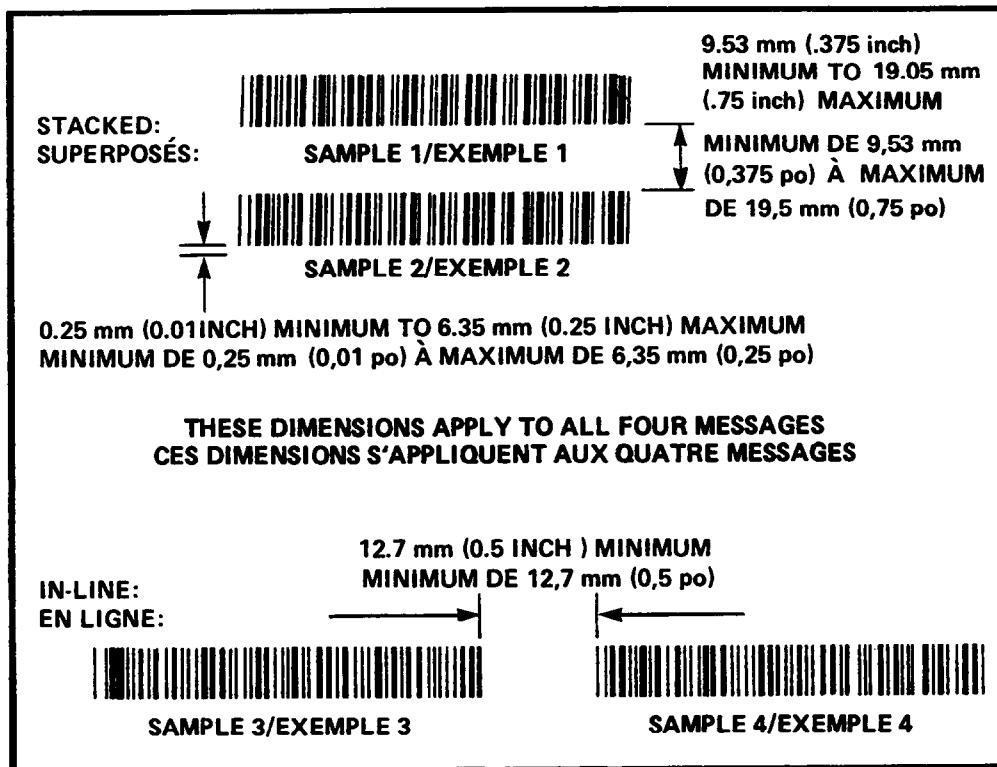 9.53 mm (.375 inch)
MINIMUM TO 19.05 mm
(.75 inch) MAXIMUM
STACKED:
SUPERPOSÉS:
SAMPLE 1/EXEMPLE 1
MINIMUM DE 9,53 mm
(0,375 po) À MAXIMUM
DE 19,5 mm (0,75 po)
SAMPLE 2/EXEMPLE 2
0.25 mm (0.01 INCH) MINIMUM TO 6.35 mm (0.25 INCH) MAXIMUM
MINIMUM DE 0,25 mm (0,01 po) À MAXIMUM DE 6,35 mm (0,25 po)
THESE DIMENSIONS APPLY TO ALL FOUR MESSAGES
CES DIMENSIONS S'APPLIQUENT AUX QUATRE MESSAGES
12.7 mm (0.5 INCH ) MINIMUM
MINIMUM DE 12,7 mm (0,5 po)
IN-LINE:
EN LIGNE:
SAMPLE 3/EXEMPLE 3
SAMPLE 4/EXEMPLE 4